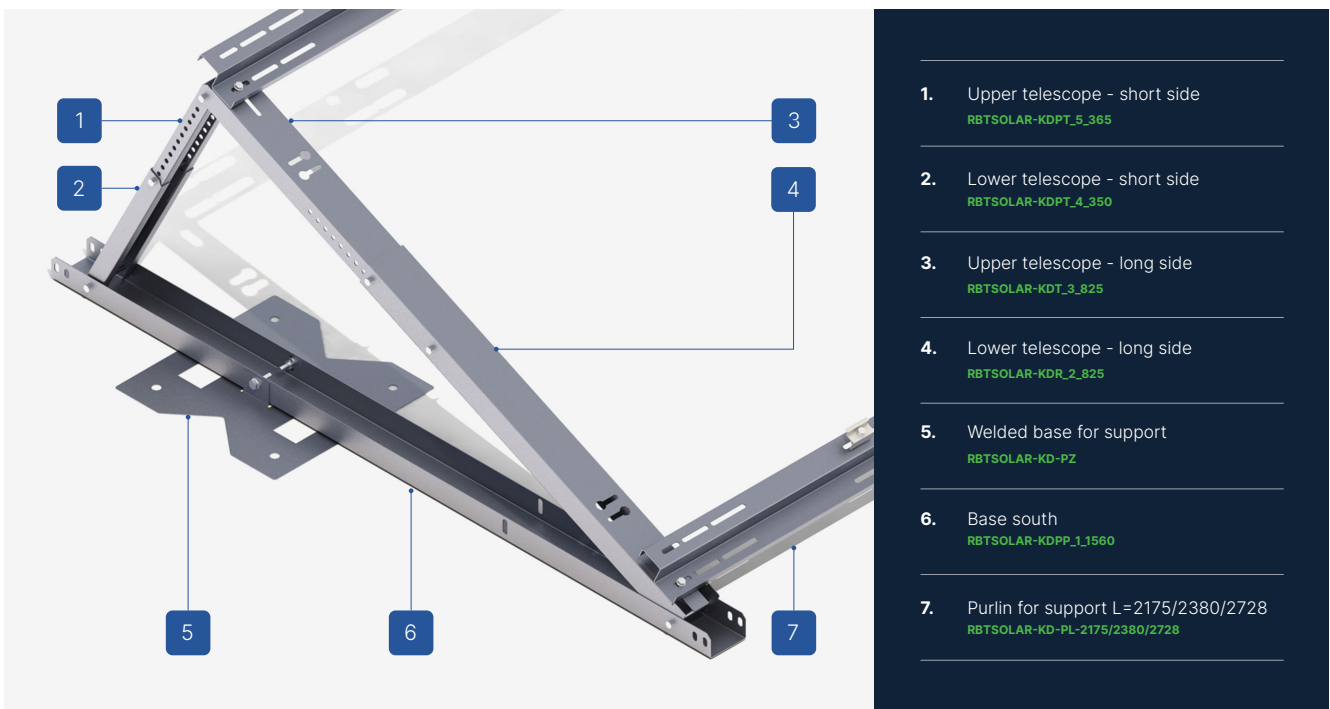 1
2
3
4
5
6
7
1. Upper telescope - short side
RBTSOLAR-KDPT_5_365
2. Lower telescope - short side
RBTSOLAR-KDPT_4_350
3. Upper telescope - long side
RBTSOLAR-KDT_3_825
4. Lower telescope - long side
RBTSOLAR-KDR_2_825
5. Welded base for support
RBTSOLAR-KD-PZ
6. Base south
RBTSOLAR-KDPP_1_1560
7. Purlin for support L=2175/2380/2728
RBTSOLAR-KD-PL-2175/2380/2728